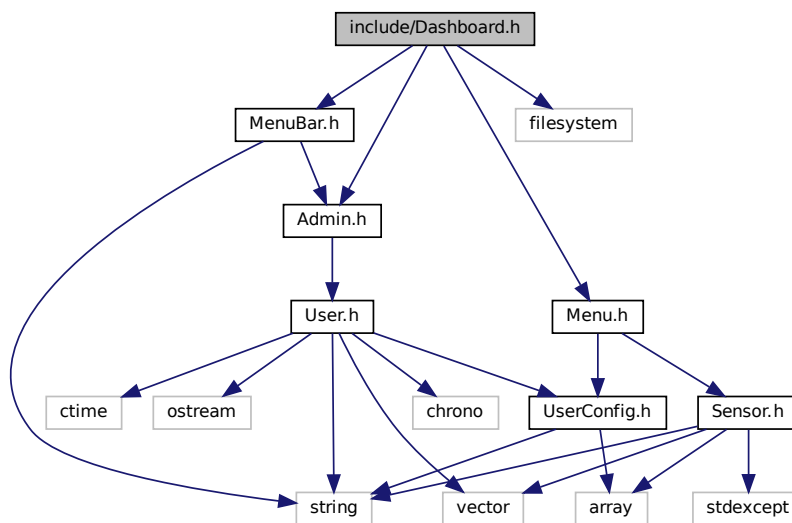 include/Dashboard.h
MenuBar.h
filesystem
Admin.h
User.h
Menu.h
ctime
ostream
chrono
UserConfig.h
Sensor.h
string
vector
array
stdexcept